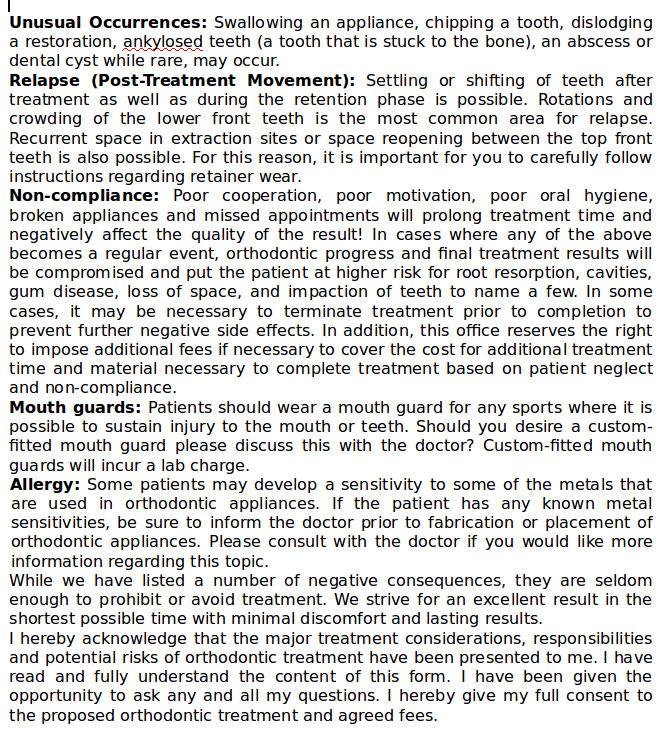 Unusual Occurrences: Swallowing an appliance, chipping a tooth, dislodging
a restoration, ankylosed teeth (a tooth that is stuck to the bone), an abscess or
dental cyst while rare, may occur.
Relapse (Post-Treatment Movement): Settling or shifting of teeth after
treatment as well as during the retention phase is possible. Rotations and
crowding of the lower front teeth is the most common area for relapse.
Recurrent space in extraction sites or space reopening between the top front
teeth is also possible. For this reason, it is important for you to carefully follow
instructions regarding retainer wear.
Non-compliance: Poor cooperation, poor motivation, poor oral hygiene,
broken appliances and missed appointments will prolong treatment time and
negatively affect the quality of the result! In cases where any of the above
becomes a regular event, orthodontic progress and final treatment results will
be compromised and put the patient at higher risk for root resorption, cavities,
gum disease, loss of space, and impaction of teeth to name a few. In some
cases, it may be necessary to terminate treatment prior to completion to
prevent further negative side effects. In addition, this office reserves the right
to impose additional fees if necessary to cover the cost for additional treatment
time and material necessary to complete treatment based on patient neglect
and non-compliance.
Mouth guards: Patients should wear a mouth guard for any sports where it is
possible to sustain injury to the mouth or teeth. Should you desire a custom-
fitted mouth guard please discuss this with the doctor? Custom-fitted mouth
guards will incur a lab charge.
Allergy: Some patients may develop a sensitivity to some of the metals that
are used in orthodontic appliances. If the patient has any known metal
sensitivities, be sure to inform the doctor prior to fabrication or placement of
orthodontic appliances. Please consult with the doctor if you would like more
information regarding this topic.
While we have listed a number of negative consequences, they are seldom
enough to prohibit or avoid treatment. We strive for an excellent result in the
shortest possible time with minimal discomfort and lasting results.
I hereby acknowledge that the major treatment considerations, responsibilities
and potential risks of orthodontic treatment have been presented to me. I have
read and fully understand the content of this form. I have been given the
opportunity to ask any and all my questions. I hereby give my full consent to
the proposed orthodontic treatment and agreed fees.